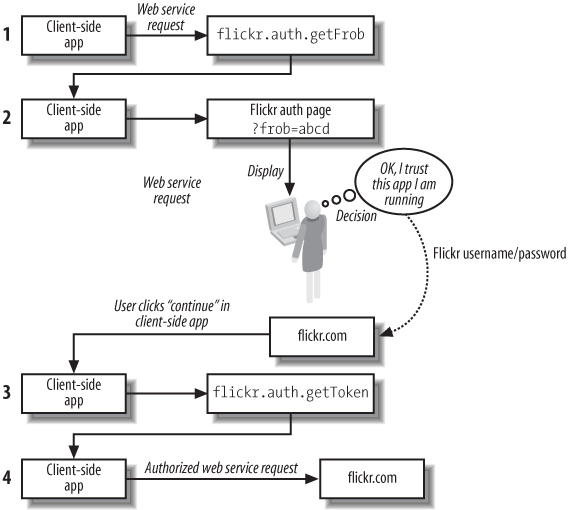 1
Client-side
app
Web service
request
flickr.auth.getFrob
2
Client-side
app
Flickr auth page
?frob=abcd
Web service
request
Display
OK, I trust
this app I am
running
Decision
Flickr username/password
User clicks “continue” in
client-side app
flickr.com
3
Client-side
app
flickr.auth.getToken
4
Client-side
app
Authorized web service request
flickr.com